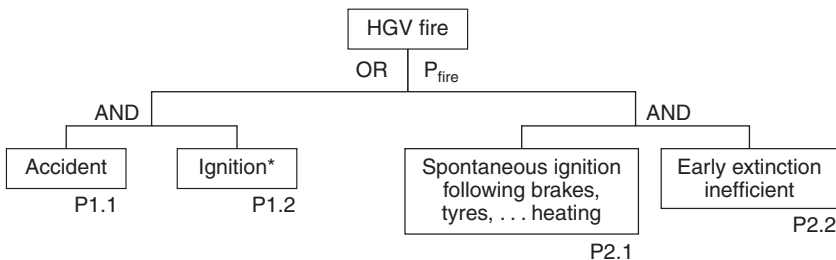 HGV fire
OR P_fire
AND AND
Accident
Ignition*
Spontaneous ignition
following brakes,
tyres, . . . heating
Early extinction
inefficient
P1.1
P1.2
P2.1
P2.2